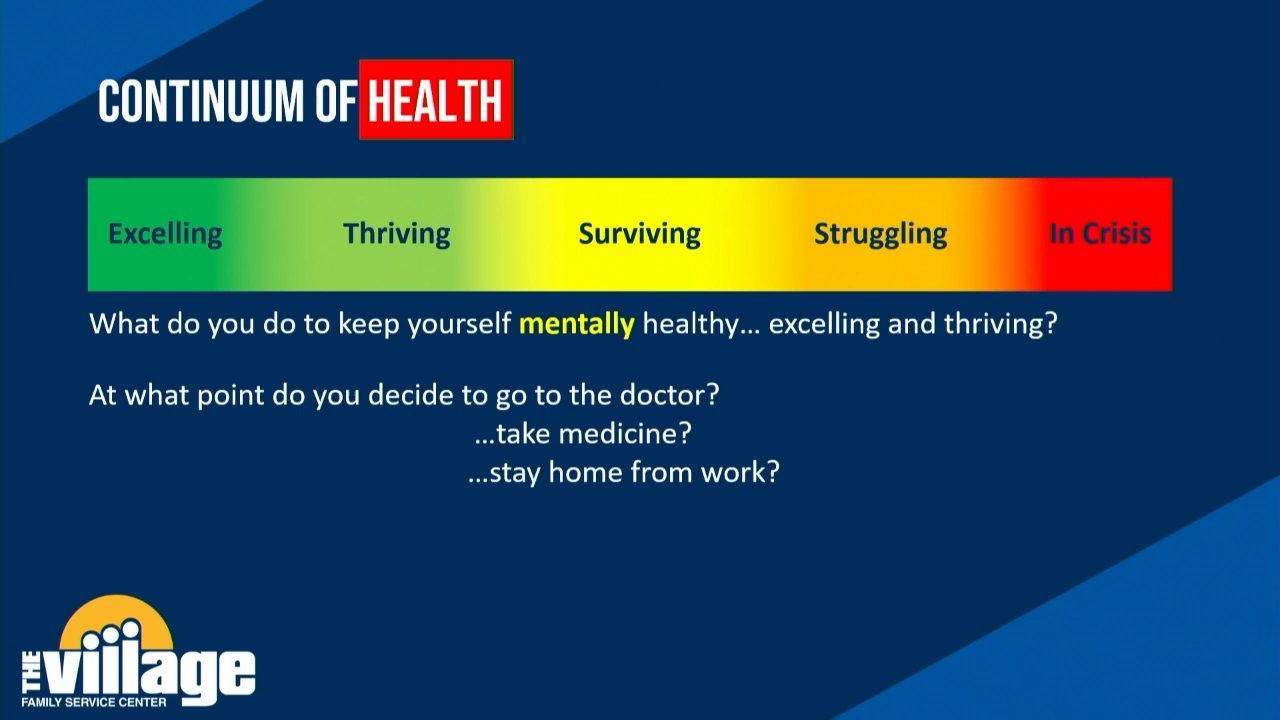 CONTINUUM OF HEALTH
Excelling Thriving Surviving Struggling In Crisis
What do you do to keep yourself mentally healthy... excelling and thriving?
At what point do you decide to go to the doctor?
...take medicine?
...stay home from work?
THE village
FAMILY SERVICE CENTER